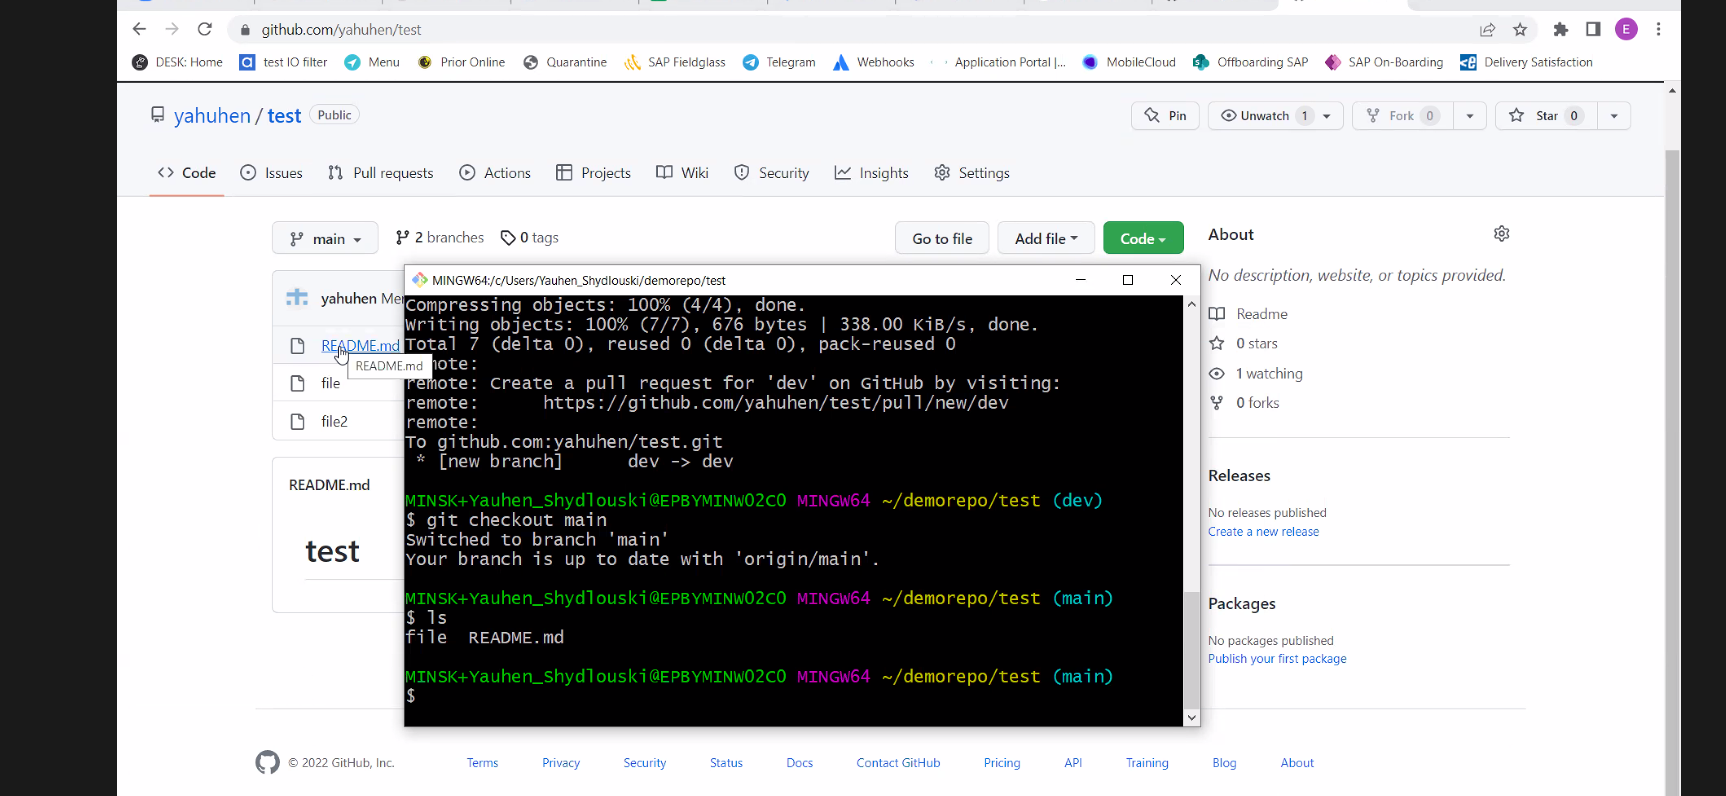 github.com/yahuhen/test
E
DESK: Home
test IO filter
Menu
Prior Online
Quarantine
SAP Fieldglass
Telegram
Webhooks
Application Portal |...
MobileCloud
Offboarding SAP
SAP On-Boarding
Delivery Satisfaction
yahuhen / test
Public
Pin
Unwatch 1
Fork 0
Star 0
Code
Issues
Pull requests
Actions
Projects
Wiki
Security
Insights
Settings
main
2 branches
0 tags
Go to file
Add file
Code
yahuhen Mer
README.md
README.md
file
file2
README.md
test
MINGW64:/c/Users/Yauhen_Shydlouski/demorepo/test
Compressing objects: 100% (4/4), done.
Writing objects: 100% (7/7), 676 bytes | 338.00 KiB/s, done.
Total 7 (delta 0), reused 0 (delta 0), pack-reused 0
mote:
remote: Create a pull request for 'dev' on GitHub by visiting:
remote:      https://github.com/yahuhen/test/pull/new/dev
remote:
To github.com:yahuhen/test.git
 * [new branch]      dev -> dev
MINSK+Yauhen_Shydlouski@EPBYMINW02C0 MINGW64 ~/demorepo/test (dev)
$ git checkout main
Switched to branch 'main'
Your branch is up to date with 'origin/main'.
MINSK+Yauhen_Shydlouski@EPBYMINW02C0 MINGW64 ~/demorepo/test (main)
$ ls
file  README.md
MINSK+Yauhen_Shydlouski@EPBYMINW02C0 MINGW64 ~/demorepo/test (main)
$
About
No description, website, or topics provided.
Readme
0 stars
1 watching
0 forks
Releases
No releases published
Create a new release
Packages
No packages published
Publish your first package
© 2022 GitHub, Inc.
Terms
Privacy
Security
Status
Docs
Contact GitHub
Pricing
API
Training
Blog
About